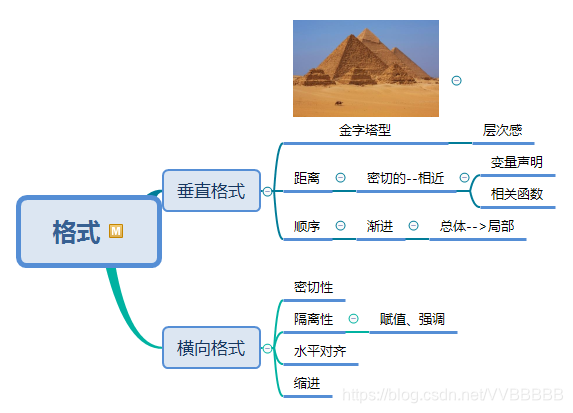 格式
M
垂直格式
金字塔型
层次感
距离
密切的--相近
变量声明
相关函数
顺序
渐进
总体-->局部
横向格式
密切性
隔离性
赋值、强调
水平对齐
缩进
https://blog.csdn.net/VVBBBBB